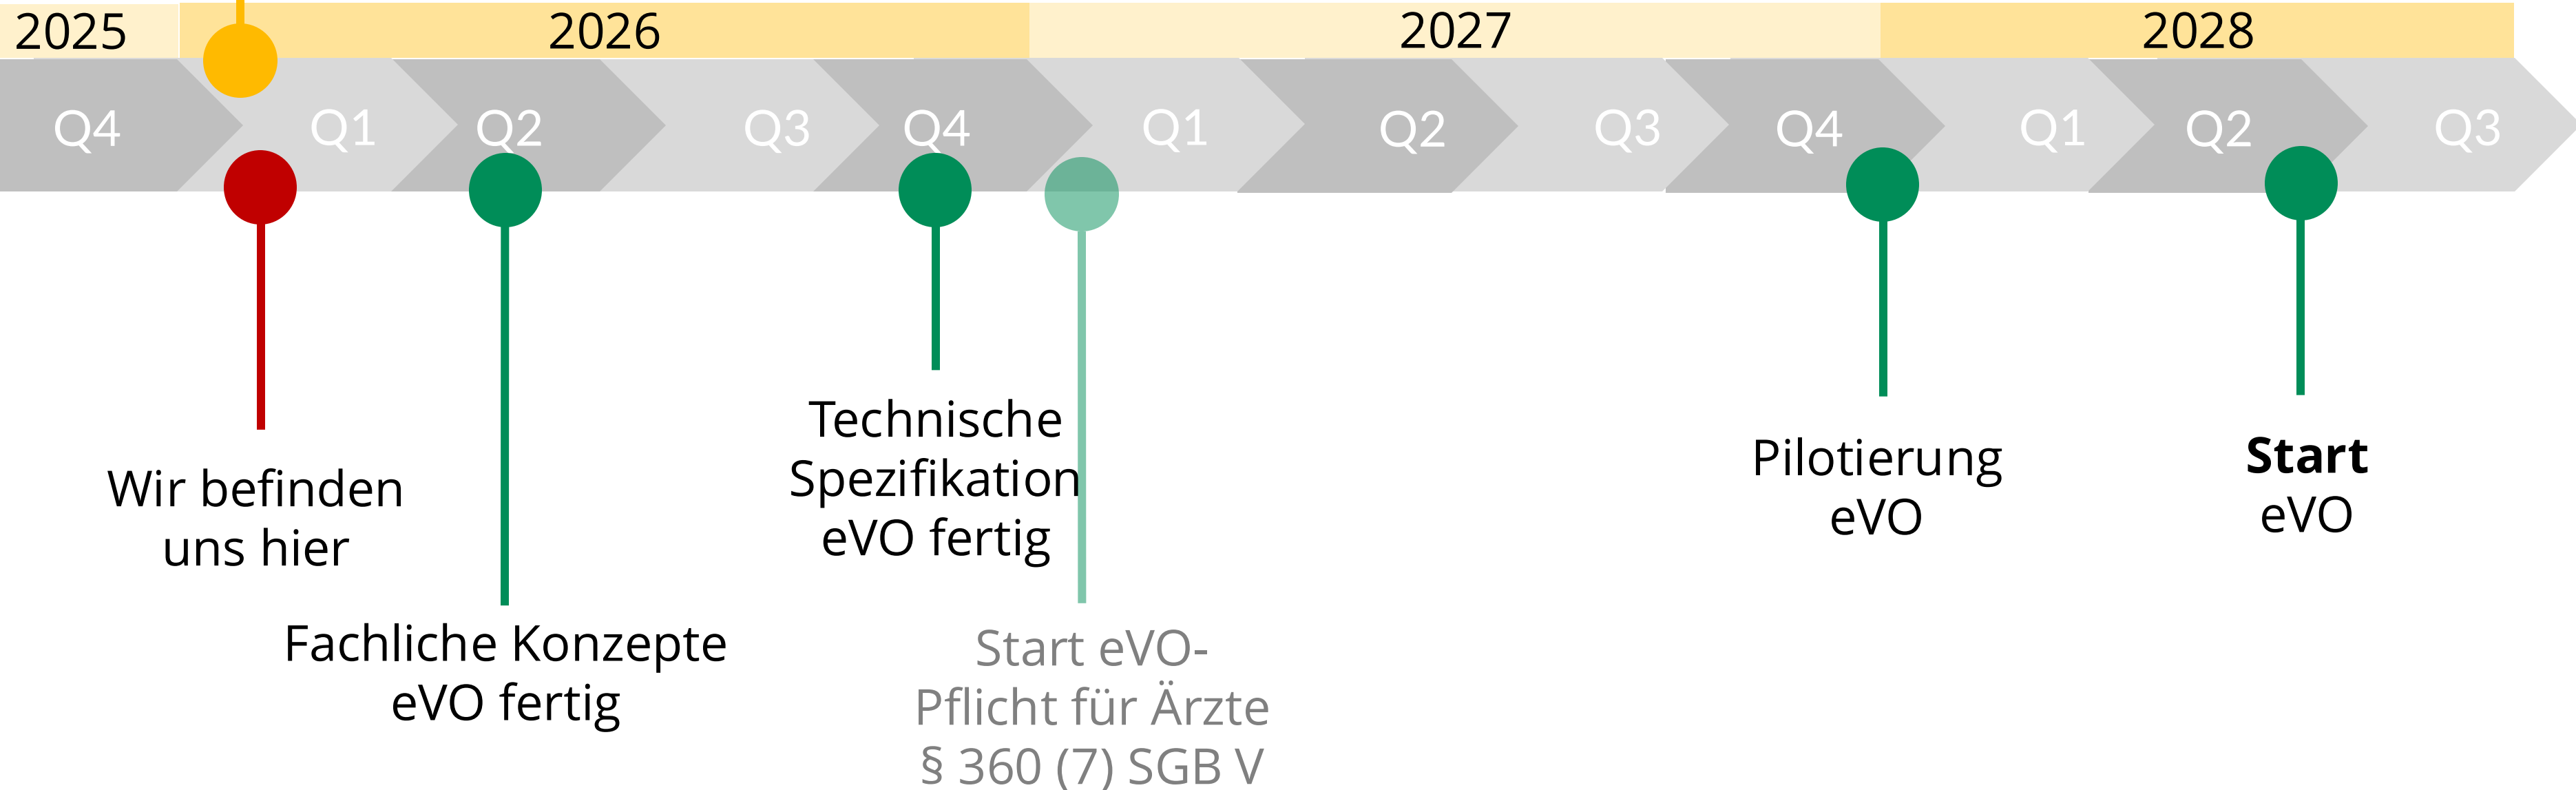 2025
2026
2027
2028
Q4
Q1
Q2
Q3
Q4
Q1
Q2
Q3
Q4
Q1
Q2
Q3
Wir befinden
uns hier
Fachliche Konzepte
eVO fertig
Technische
Spezifikation
eVO fertig
Start eVO-
Pflicht für Ärzte
§ 360 (7) SGB V
Pilotierung
eVO
Start
eVO